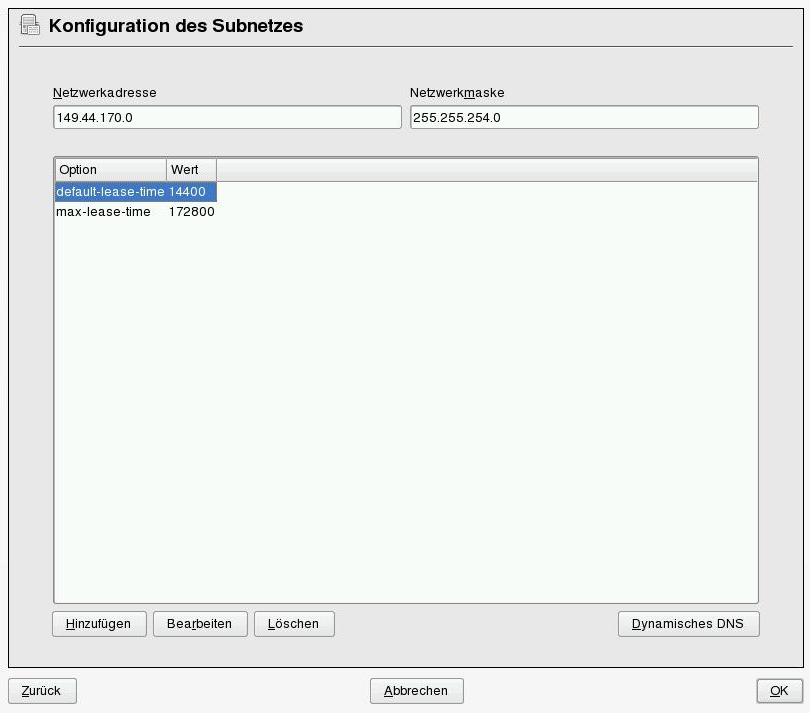 Konfiguration des Subnetzes
Netzwerkadresse Netzwerkmaske
149.44.170.0 255.255.254.0
Option Wert
default-lease-time 14400
max-lease-time 172800
Hinzufügen Bearbeiten Löschen Dynamisches DNS
Zurück Abbrechen OK